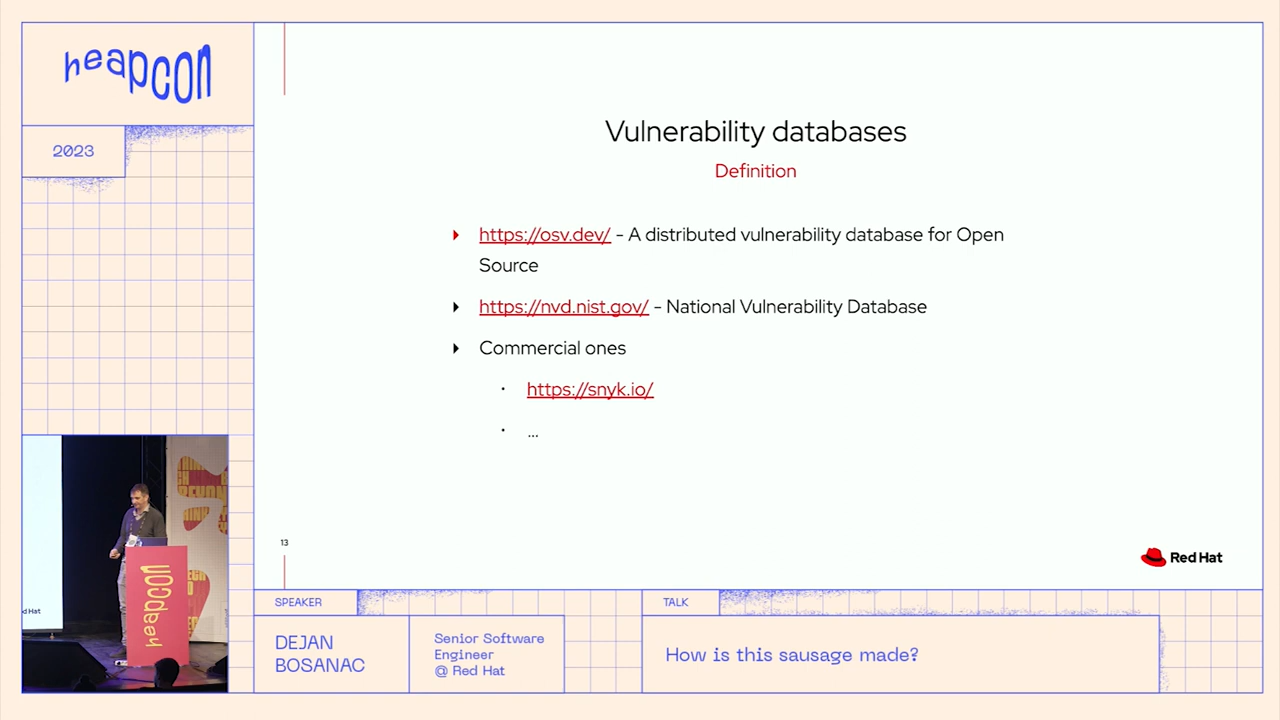 heapcon
2023
Vulnerability databases
Definition
https://osv.dev/ - A distributed vulnerability database for Open
Source
https://nvd.nist.gov/ - National Vulnerability Database
Commercial ones
https://snyk.io/
...
13
Red Hat
d Hat
heapcon
SPEAKER
DEJAN
BOSANAC
Senior Software
Engineer
@ Red Hat
TALK
How is this sausage made?